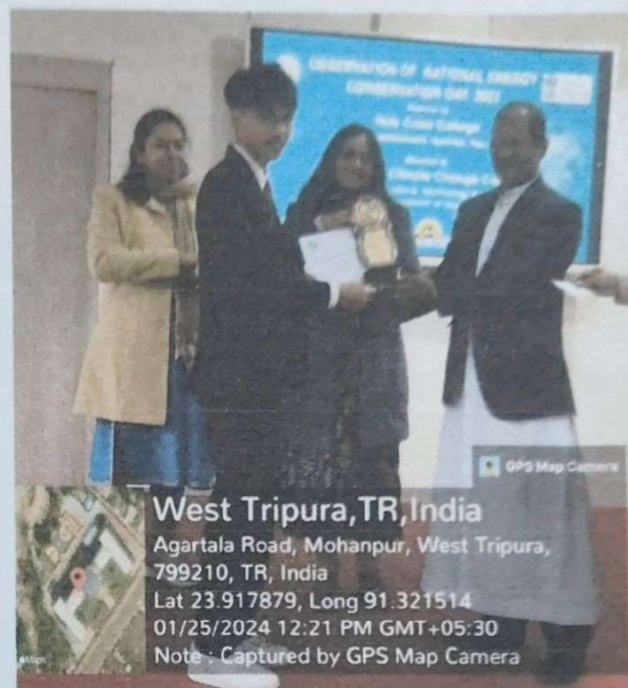 OBSERVATION OF NATIONAL ENERGY
CONSERVATION DAY
Holy Cross College
Climate Change
GPS Map Camera
West Tripura,TR,India
Agartala Road, Mohanpur, West Tripura,
799210, TR, India
Lat 23.917879, Long 91.321514
01/25/2024 12:21 PM GMT+05:30
Note : Captured by GPS Map Camera